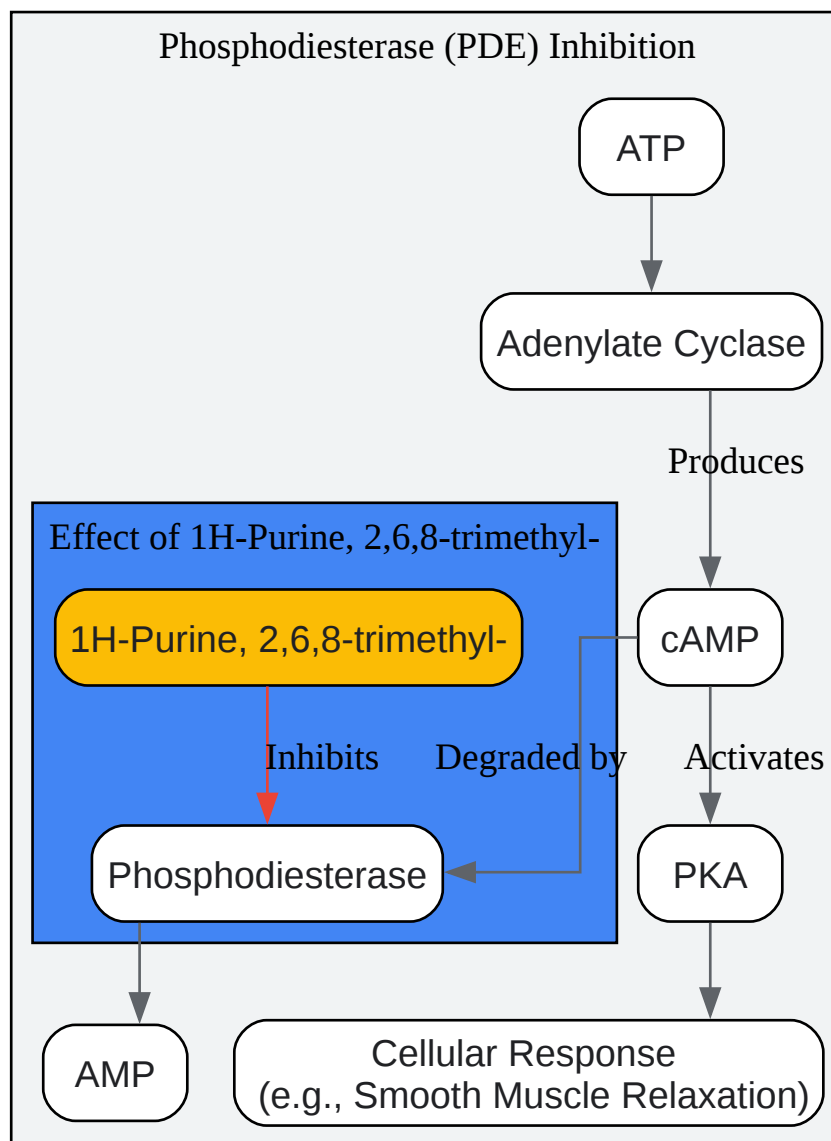 Phosphodiesterase (PDE) Inhibition
ATP
Adenylate Cyclase
Produces
Effect of 1H-Purine, 2,6,8-trimethyl-
1H-Purine, 2,6,8-trimethyl-
cAMP
Inhibits
Degraded by
Activates
Phosphodiesterase
PKA
AMP
Cellular Response
(e.g., Smooth Muscle Relaxation)